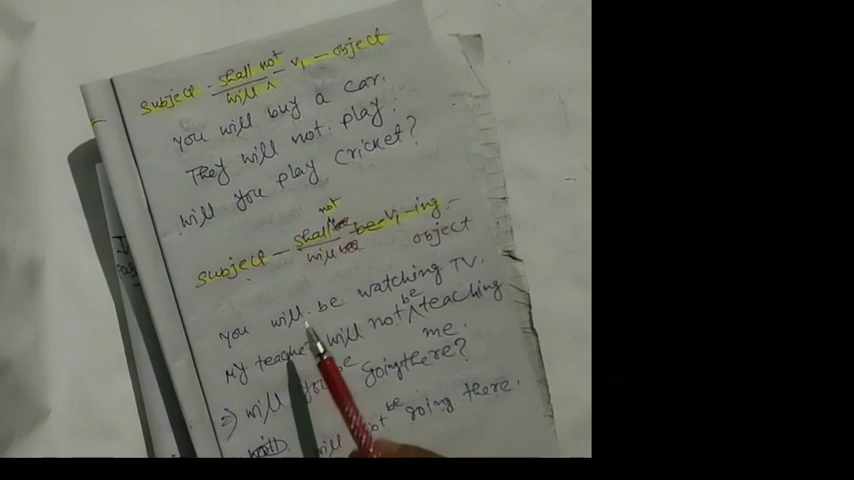 subject - shall not / will ^ - v1 - object
You will buy a car.
They will not play.
will you play cricket?
subject - shall not / will be - v1 - ing - object
You will be watching TV.
My teacher will not be ^ teaching me.
⇒ will you be going there?
will not be going there.